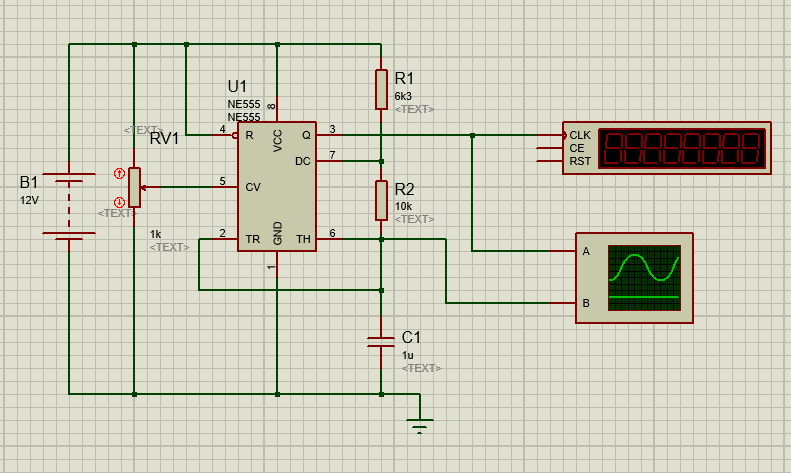 B1
12V
<TEXT>
RV1
<TEXT>
1k
<TEXT>
U1
NE555
NE555
4
R
5
CV
2
TR
8
VCC
GND
1
Q
3
DC
7
TH
6
R1
6k3
<TEXT>
R2
10k
<TEXT>
C1
1u
<TEXT>
CLK
CE
RST
A
B